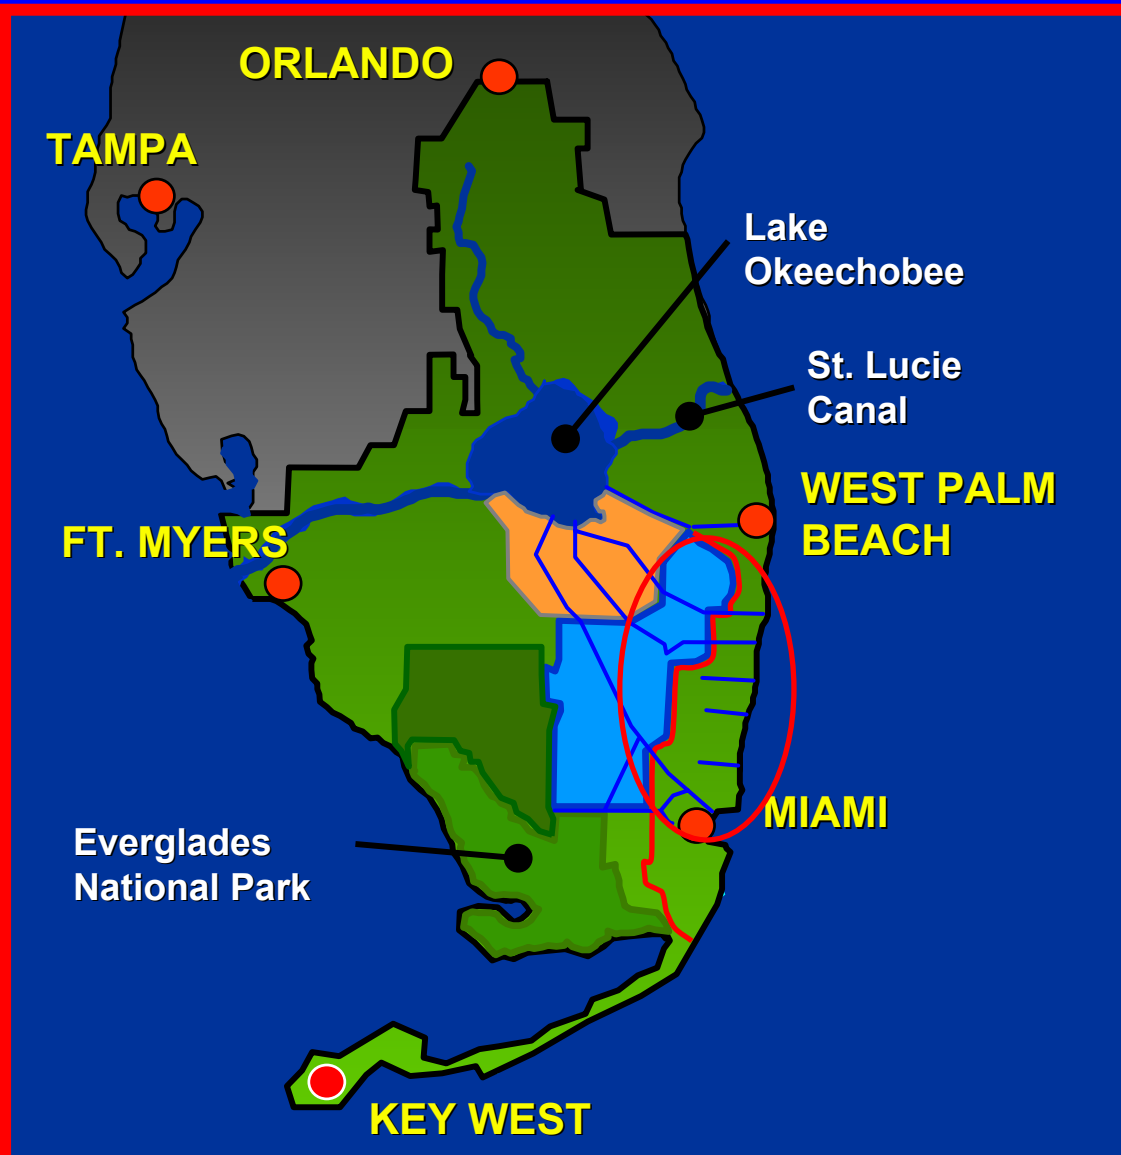 ORLANDO
TAMPA
Lake
Okeechobee
St. Lucie
Canal
WEST PALM
BEACH
FT. MYERS
MIAMI
Everglades
National Park
KEY WEST